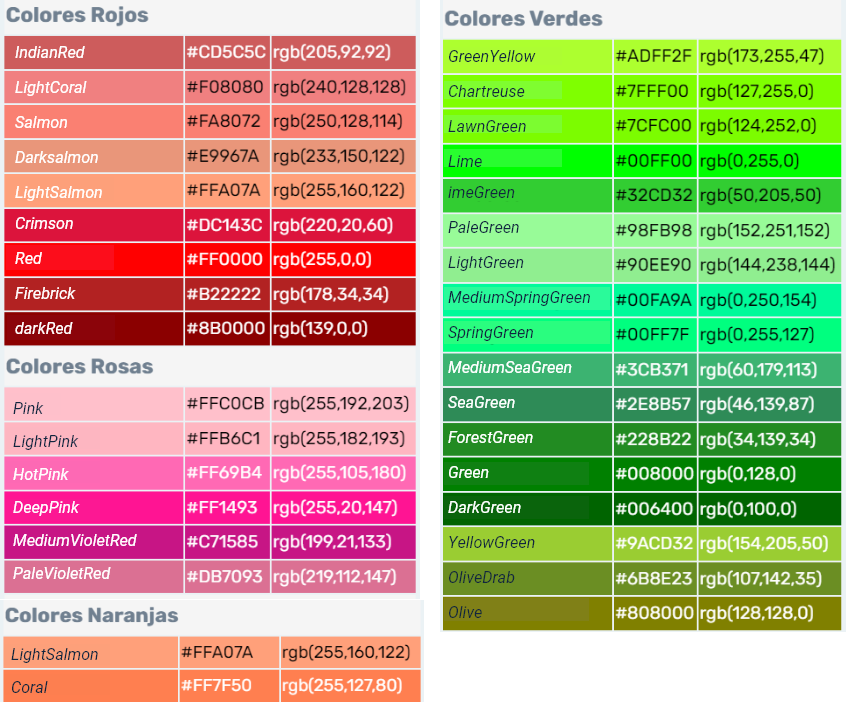 Colores Rojos
IndianRed #CD5C5C rgb(205,92,92)
LightCoral #F08080 rgb(240,128,128)
Salmon #FA8072 rgb(250,128,114)
Darksalmon #E9967A rgb(233,150,122)
LightSalmon #FFA07A rgb(255,160,122)
Crimson #DC143C rgb(220,20,60)
Red #FF0000 rgb(255,0,0)
Firebrick #B22222 rgb(178,34,34)
darkRed #8B0000 rgb(139,0,0)
Colores Rosas
Pink #FFC0CB rgb(255,192,203)
LightPink #FFB6C1 rgb(255,182,193)
HotPink #FF69B4 rgb(255,105,180)
DeepPink #FF1493 rgb(255,20,147)
MediumVioletRed #C71585 rgb(199,21,133)
PaleVioletRed #DB7093 rgb(219,112,147)
Colores Naranjas
LightSalmon #FFA07A rgb(255,160,122)
Coral #FF7F50 rgb(255,127,80)
Colores Verdes
GreenYellow #ADFF2F rgb(173,255,47)
Chartreuse #7FFF00 rgb(127,255,0)
LawnGreen #7CFC00 rgb(124,252,0)
Lime #00FF00 rgb(0,255,0)
imeGreen #32CD32 rgb(50,205,50)
PaleGreen #98FB98 rgb(152,251,152)
LightGreen #90EE90 rgb(144,238,144)
MediumSpringGreen #00FA9A rgb(0,250,154)
SpringGreen #00FF7F rgb(0,255,127)
MediumSeaGreen #3CB371 rgb(60,179,113)
SeaGreen #2E8B57 rgb(46,139,87)
ForestGreen #228B22 rgb(34,139,34)
Green #008000 rgb(0,128,0)
DarkGreen #006400 rgb(0,100,0)
YellowGreen #9ACD32 rgb(154,205,50)
OliveDrab #6B8E23 rgb(107,142,35)
Olive #808000 rgb(128,128,0)